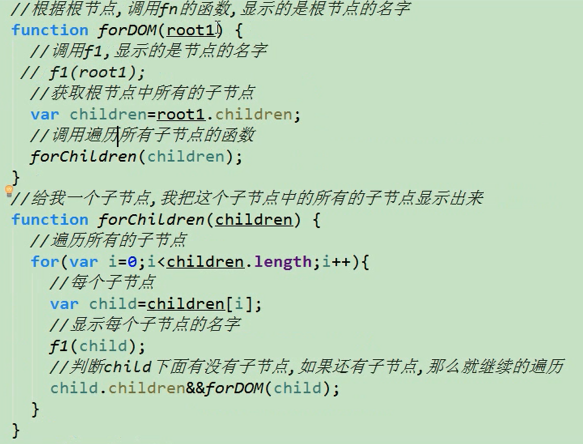 //根据根节点,调用fn的函数,显示的是根节点的名字
function forDOM(root1) {
//调用f1,显示的是节点的名字
// f1(root1);
//获取根节点中所有的子节点
var children=root1.children;
//调用遍历所有子节点的函数
forChildren(children);
}
//给我一个子节点,我把这个子节点中的所有的子节点显示出来
function forChildren(children) {
//遍历所有的子节点
for(var i=0;i<children.length;i++){
//每个子节点
var child=children[i];
//显示每个子节点的名字
f1(child);
//判断child下面有没有子节点,如果还有子节点,那么就继续的遍历
child.children&&forDOM(child);
}
}